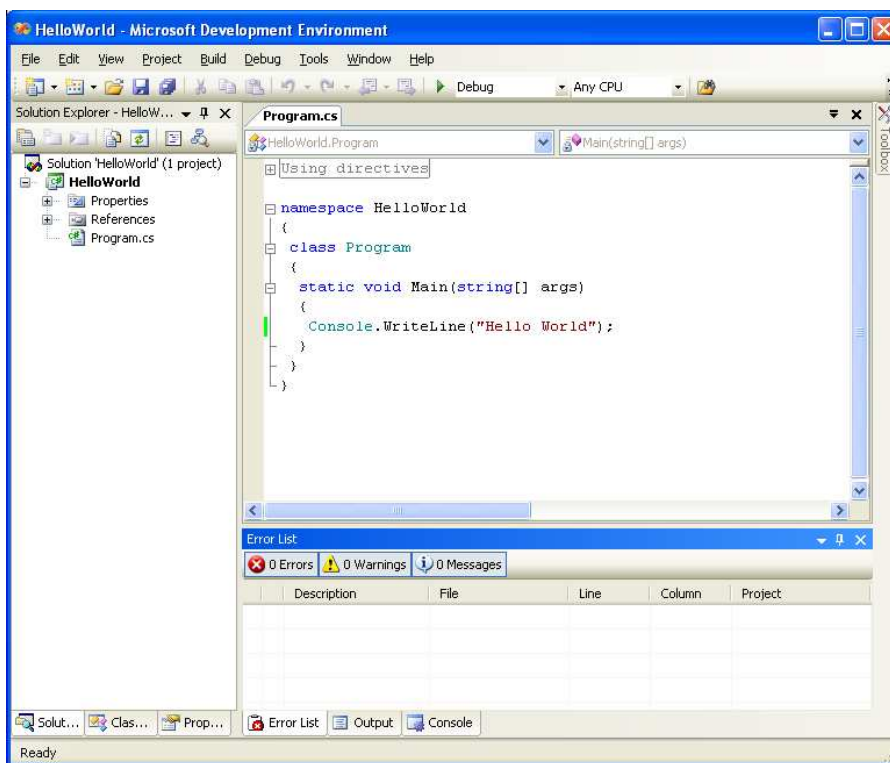 HelloWorld - Microsoft Development Environment
File Edit View Project Build Debug Tools Window Help
Debug Any CPU
Solution Explorer - HelloW...
Solution 'HelloWorld' (1 project)
HelloWorld
Properties
References
Program.cs
Program.cs
HelloWorld.Program Main(string[] args)
Using directives
namespace HelloWorld
{
class Program
{
static void Main(string[] args)
{
Console.WriteLine("Hello World");
}
}
}
Toolbox
Error List
0 Errors 0 Warnings 0 Messages
Description File Line Column Project
Solut... Clas... Prop...
Error List Output Console
Ready